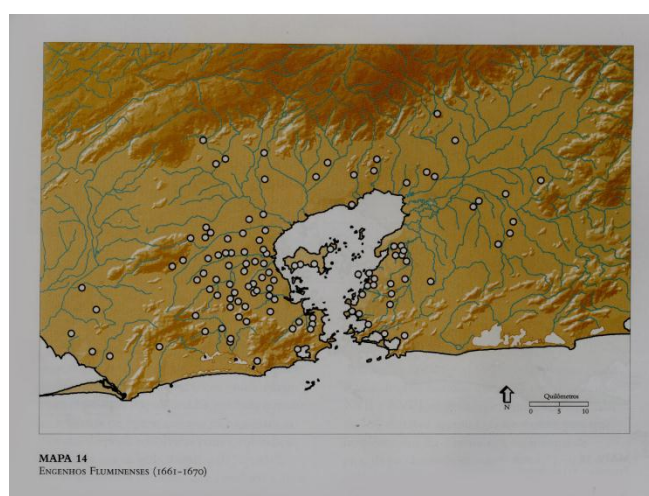 Quilômetros
N
0 5 10
MAPA 14
ENGENHOS FLUMINENSES (1661-1670)